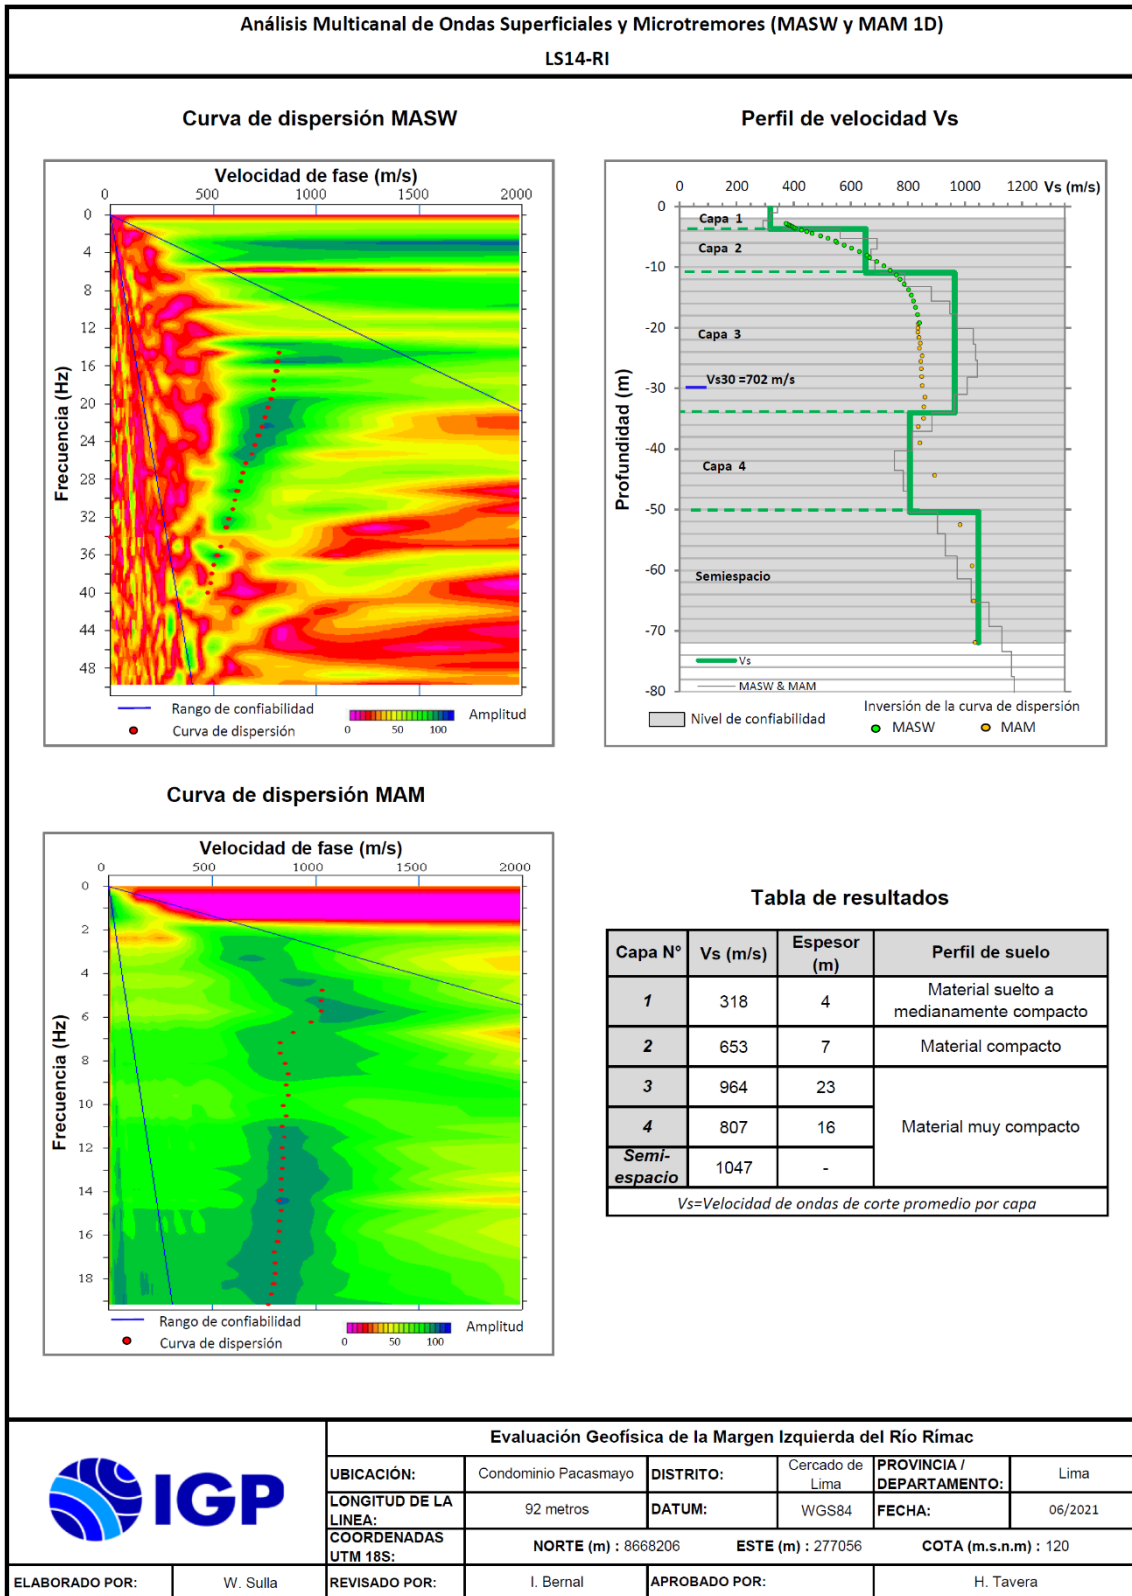 Análisis Multicanal de Ondas Superficiales y Microtremores (MASW y MAM 1D)
LS14-RI
Curva de dispersión MASW
Velocidad de fase (m/s)
0 500 1000 1500 2000
Frecuencia (Hz)
0
4
8
12
16
20
24
28
32
36
40
44
48
Rango de confiabilidad
Curva de dispersión
0 50 100
Amplitud
Perfil de velocidad Vs
0 200 400 600 800 1000 1200 Vs (m/s)
Profundidad (m)
0
-10
-20
-30
-40
-50
-60
-70
-80
Capa 1
Capa 2
Capa 3
Vs30 =702 m/s
Capa 4
Semiespacio
Vs
MASW & MAM
Nivel de confiabilidad
Inversión de la curva de dispersión
MASW MAM
Curva de dispersión MAM
Velocidad de fase (m/s)
0 500 1000 1500 2000
Frecuencia (Hz)
0
2
4
6
8
10
12
14
16
18
Rango de confiabilidad
Curva de dispersión
0 50 100
Amplitud
Tabla de resultados
Capa N° Vs (m/s) Espesor (m) Perfil de suelo
1 318 4 Material suelto a medianamente compacto
2 653 7 Material compacto
3 964 23
4 807 16 Material muy compacto
Semi-espacio 1047 -
Vs=Velocidad de ondas de corte promedio por capa
IGP
Evaluación Geofísica de la Margen Izquierda del Río Rímac
UBICACIÓN: Condominio Pacasmayo DISTRITO: Cercado de Lima PROVINCIA / DEPARTAMENTO: Lima
LONGITUD DE LA LINEA: 92 metros DATUM: WGS84 FECHA: 06/2021
COORDENADAS UTM 18S: NORTE (m) : 8668206 ESTE (m) : 277056 COTA (m.s.n.m) : 120
ELABORADO POR: W. Sulla REVISADO POR: I. Bernal APROBADO POR: H. Tavera